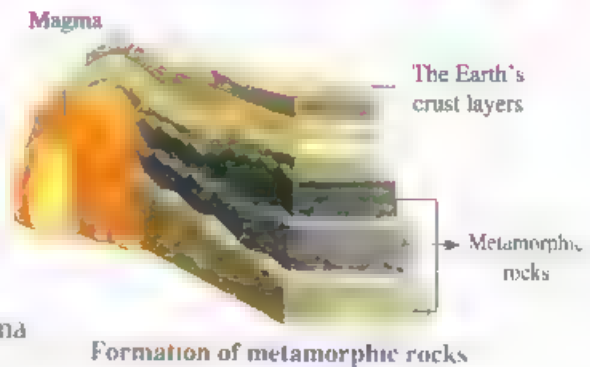 Magma
The Earth's
crust layers
Metamorphic
rocks
Formation of metamorphic rocks